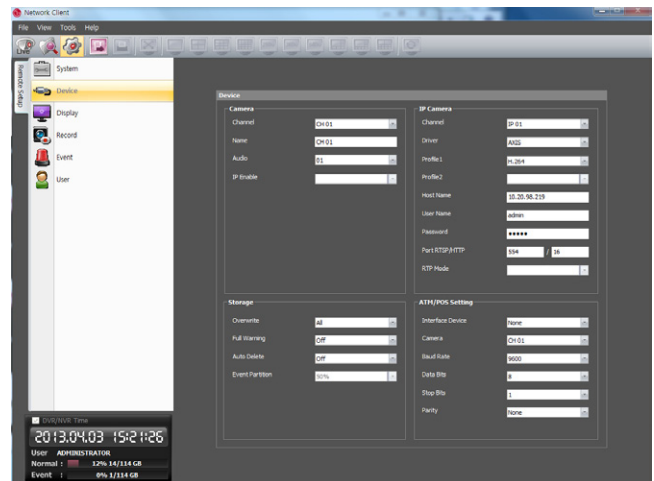 Network Client
File View Tools Help
Live
Remote Setup
System
Device
Display
Record
Event
User
Device
Camera
Channel CH 01
Name CH 01
Audio 01
IP Enable
IP Camera
Channel IP 01
Driver AXIS
Profile1 H.264
Profile2
Host Name 10.20.98.219
User Name admin
Password •••••
Port RTSP/HTTP 554 / 16
RTP Mode
Storage
Overwrite All
Full Warning Off
Auto Delete Off
Event Partition 90%
ATM/POS Setting
Interface Device None
Camera CH 01
Baud Rate 9600
Data Bits 8
Stop Bits 1
Parity None
DVR/NVR Time
2013.04.03 15:21:26
User ADMINISTRATOR
Normal : 12% 14/114 GB
Event : 0% 1/114 GB